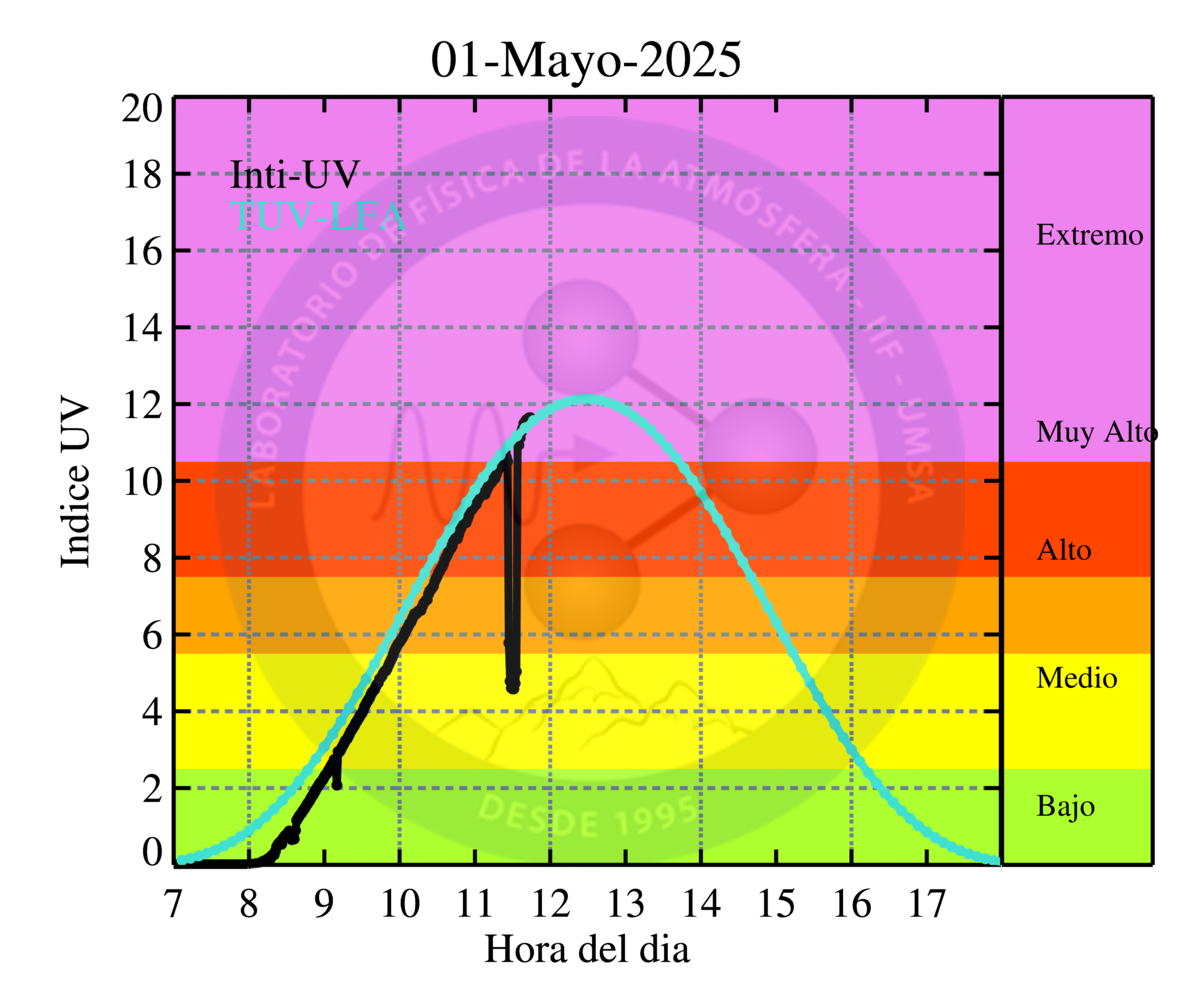 01-Mayo-2025
Inti-UV
TUV-LFA
LABORATORIO DE FÍSICA DE LA ATMÓSFERA - IIF - UMSA
DESDE 1995
Indice UV
20
18
16
14
12
10
8
6
4
2
0
Extremo
Muy Alto
Alto
Medio
Bajo
7 8 9 10 11 12 13 14 15 16 17
Hora del dia